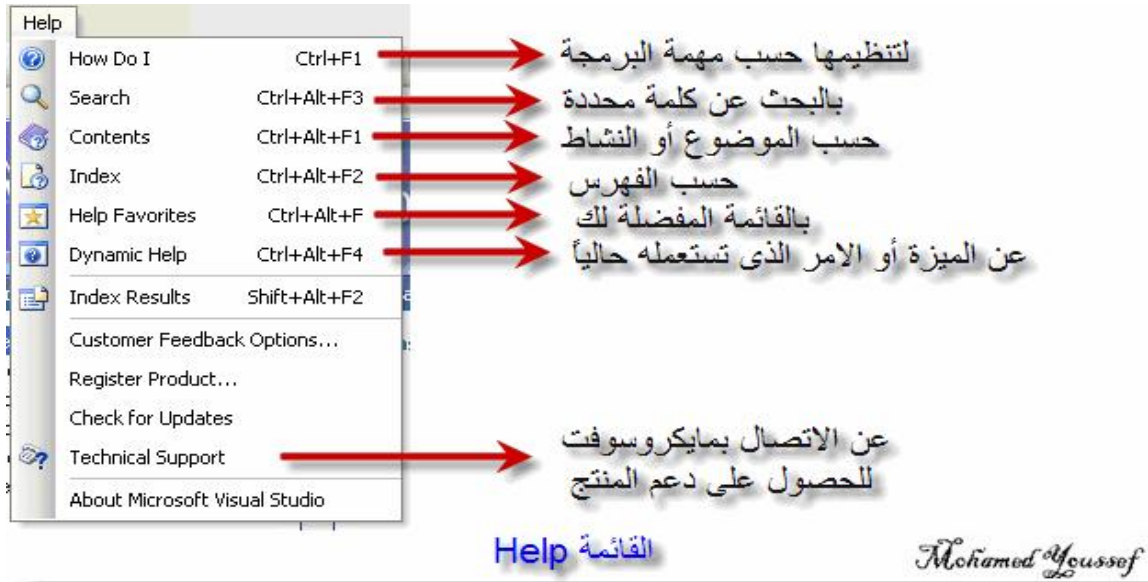 Help
How Do I Ctrl+F1 لتنظيمها حسب مهمة البرمجة
Search Ctrl+Alt+F3 بالبحث عن كلمة محددة
Contents Ctrl+Alt+F1 حسب الموضوع أو النشاط
Index Ctrl+Alt+F2 حسب الفهرس
Help Favorites Ctrl+Alt+F بالقائمة المفضلة لك
Dynamic Help Ctrl+Alt+F4 عن الميزة أو الامر الذى تستعمله حالياً
Index Results Shift+Alt+F2
Customer Feedback Options...
Register Product...
Check for Updates
Technical Support عن الاتصال بمايكروسوفت
للحصول على دعم المنتج
About Microsoft Visual Studio
القائمة Help
Mohamed Youssef